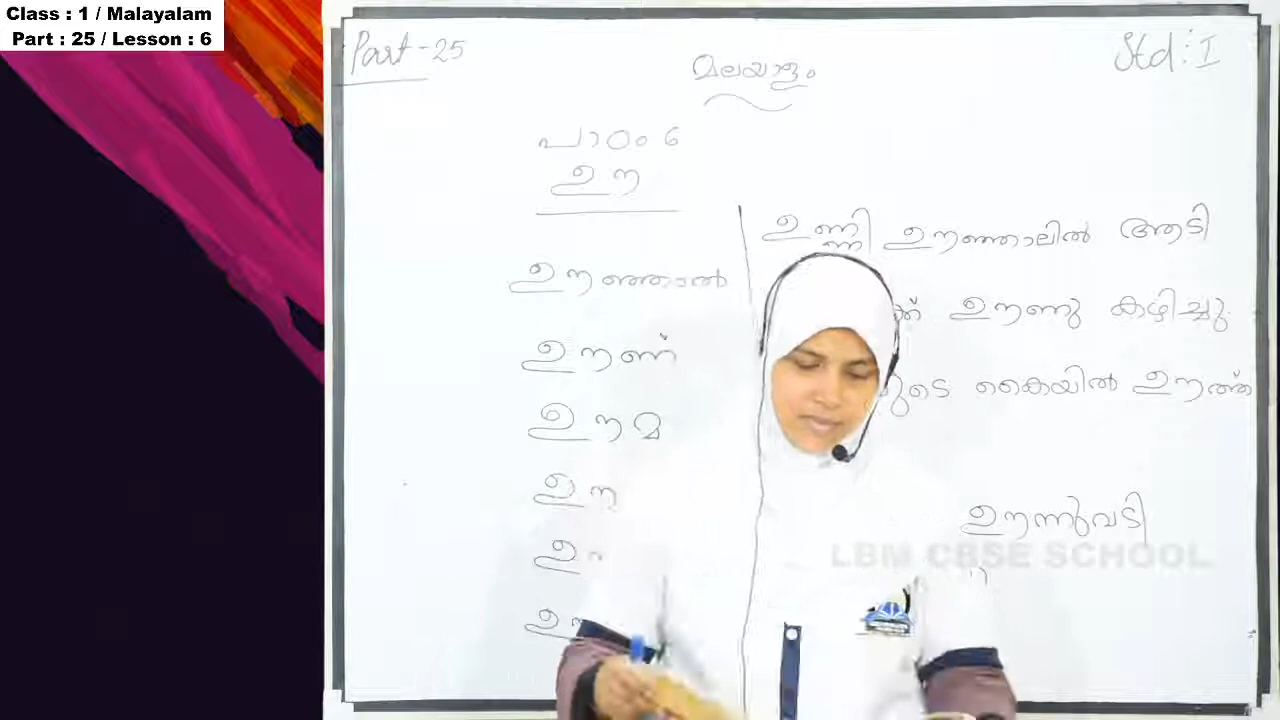 Class : 1 / Malayalam
Part : 25 / Lesson : 6
Part - 25
മലയാളം
Std : I
പാഠം 6
ഊ
ഊഞ്ഞാൽ
ഊണ്
ഊമ
ഉണ്ണി ഊഞ്ഞാലിൽ ആടി
ഊണു കഴിച്ചു.
കൈയിൽ ഊത്ത്
ഊന്നുവടി
LBM CBSE SCHOOL